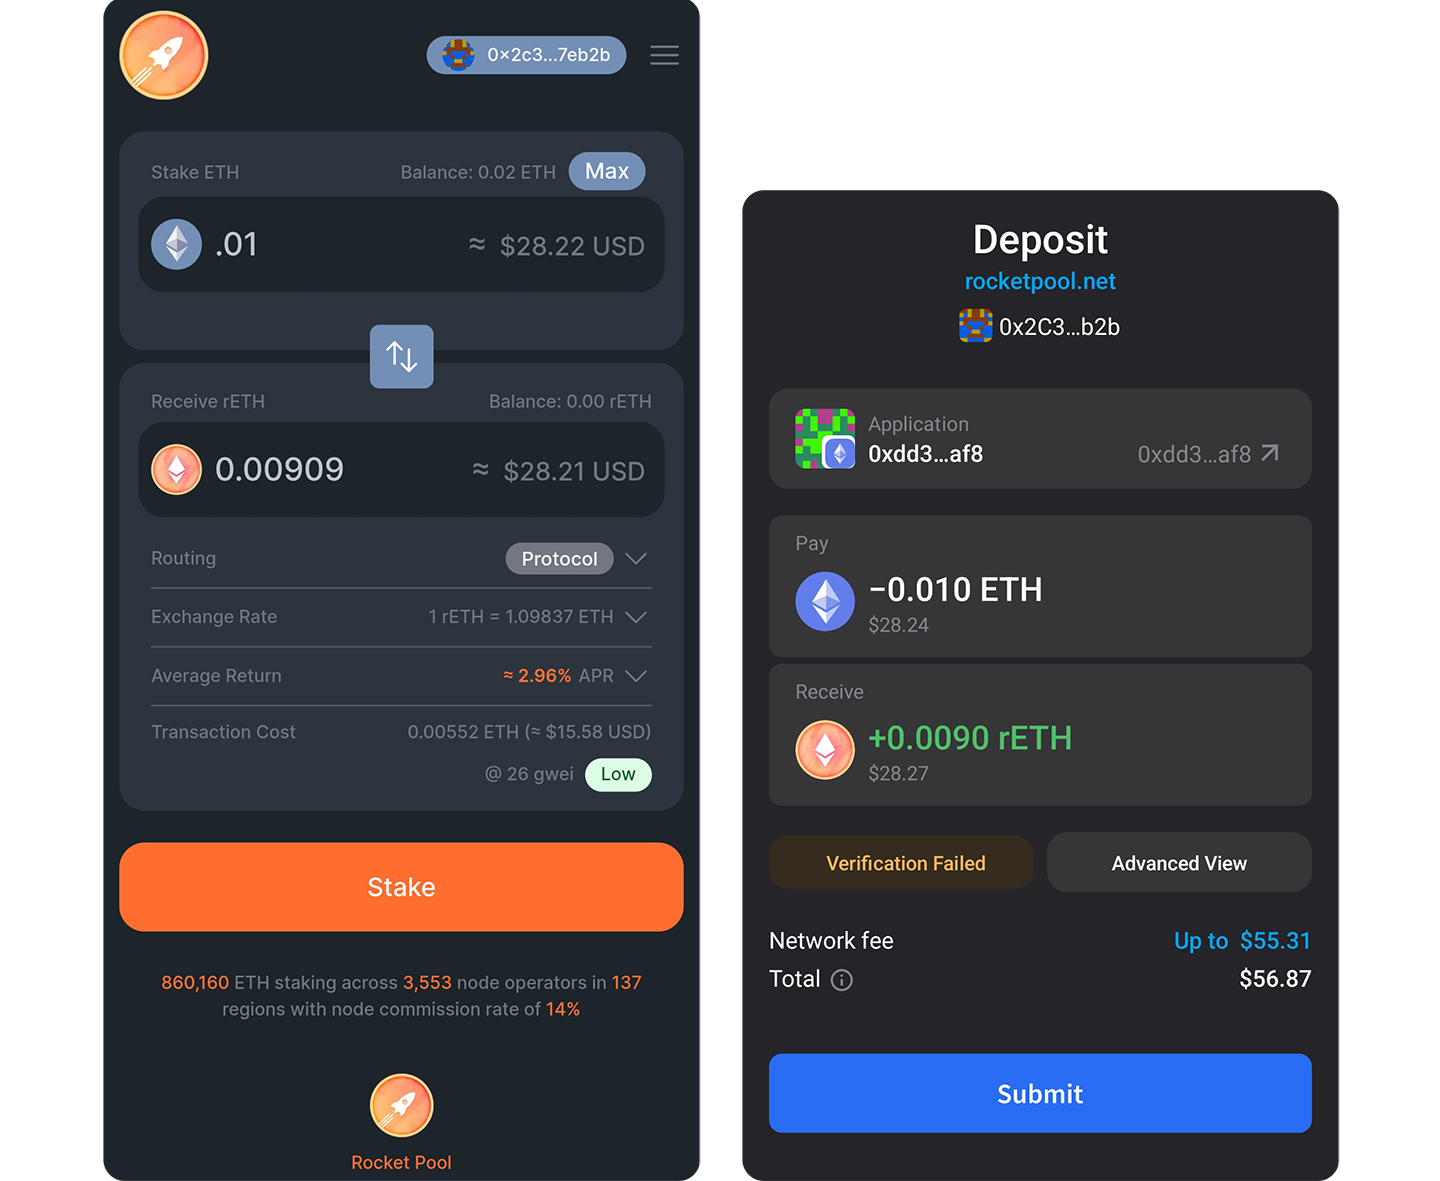 0x2c3...7eb2b
Stake ETH
Balance: 0.02 ETH
Max
.01
≈ $28.22 USD
Receive rETH
Balance: 0.00 rETH
0.00909
≈ $28.21 USD
Routing
Protocol
Exchange Rate
1 rETH = 1.09837 ETH
Average Return
≈ 2.96% APR
Transaction Cost
0.00552 ETH (≈ $15.58 USD)
@ 26 gwei
Low
Stake
860,160 ETH staking across 3,553 node operators in 137
regions with node commission rate of 14%
Rocket Pool
Deposit
rocketpool.net
0x2C3...b2b
Application
0xdd3...af8
0xdd3...af8
Pay
−0.010 ETH
$28.24
Receive
+0.0090 rETH
$28.27
Verification Failed
Advanced View
Network fee
Up to $55.31
Total
$56.87
Submit